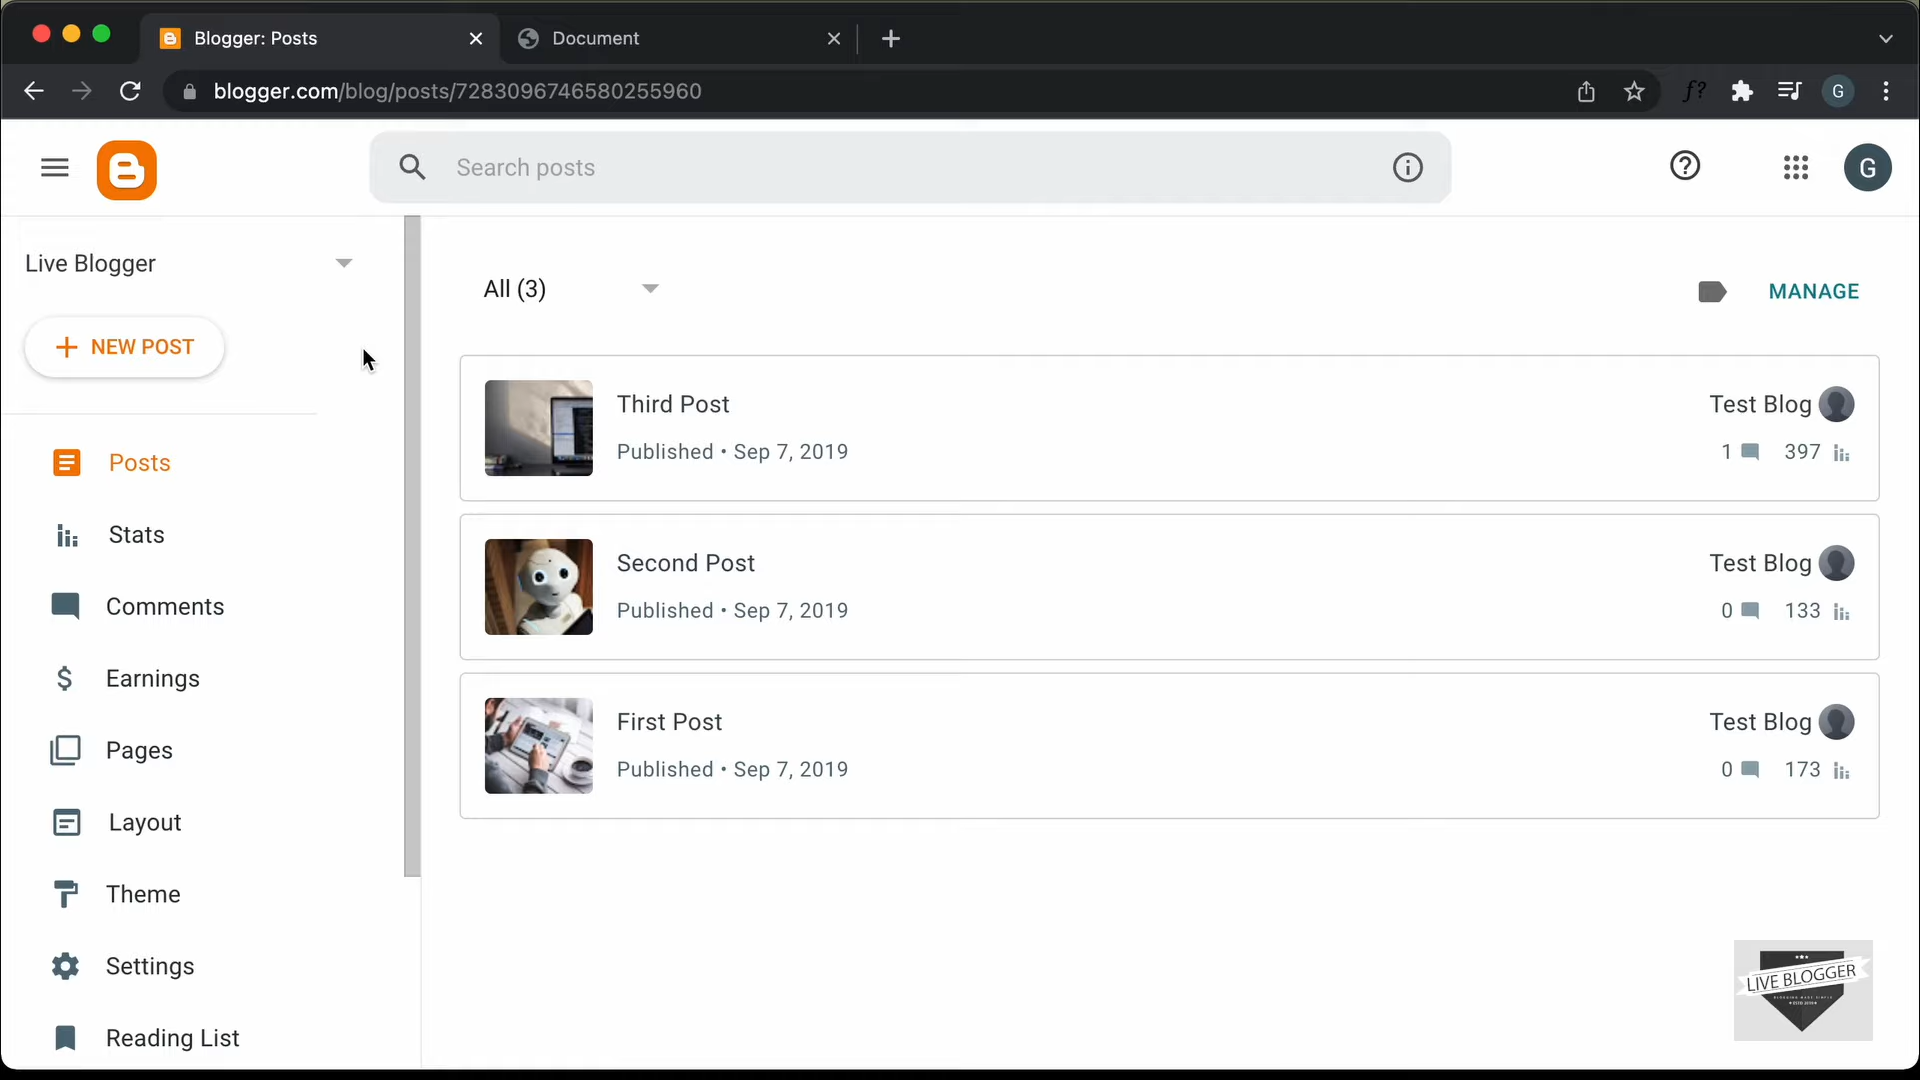 Blogger: Posts
Document
blogger.com/blog/posts/7283096746580255960
f?
G
Search posts
G
Live Blogger
NEW POST
All (3)
MANAGE
Third Post
Test Blog
Published • Sep 7, 2019
1
397
Second Post
Test Blog
Published • Sep 7, 2019
0
133
First Post
Test Blog
Published • Sep 7, 2019
0
173
Posts
Stats
Comments
Earnings
Pages
Layout
Theme
Settings
Reading List
LIVE BLOGGER
BLOGGING MADE SIMPLE